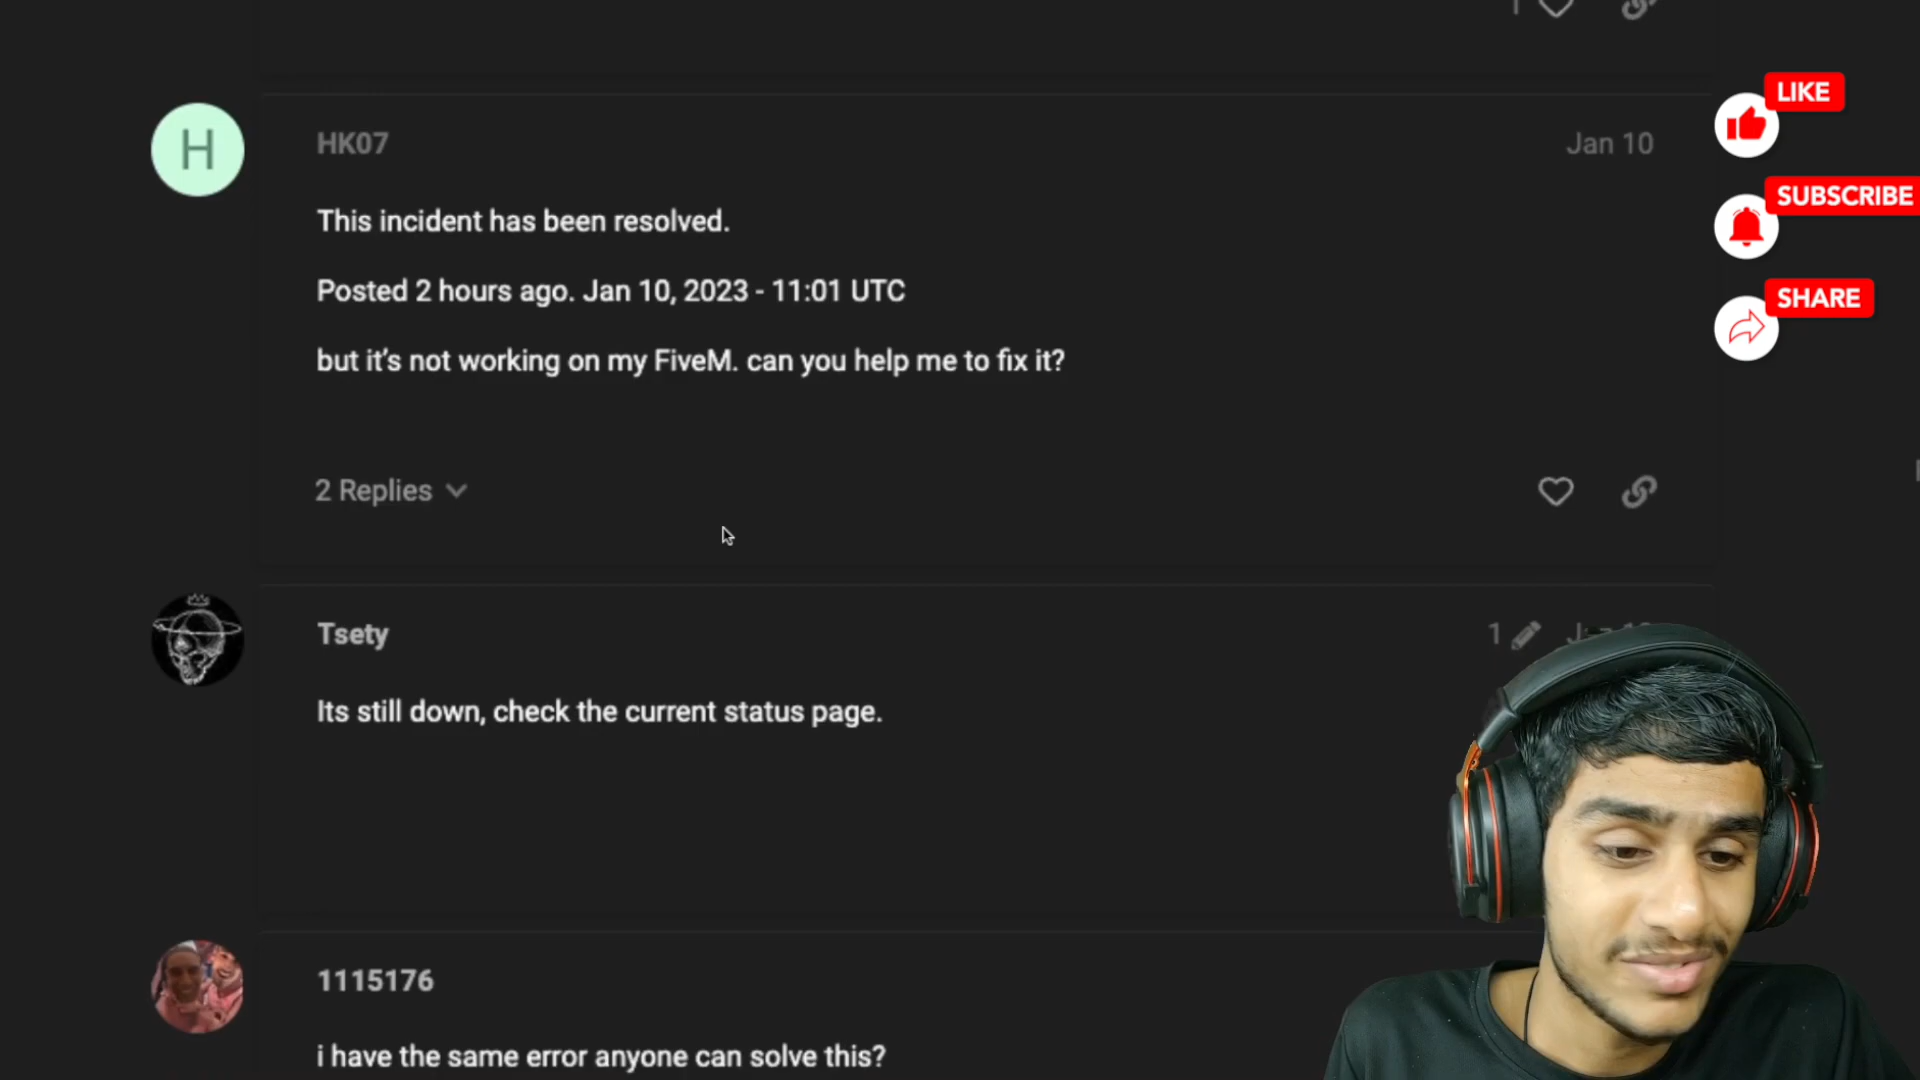 1
LIKE
H
HK07
Jan 10
SUBSCRIBE
This incident has been resolved.
Posted 2 hours ago. Jan 10, 2023 - 11:01 UTC
SHARE
but it’s not working on my FiveM. can you help me to fix it?
2 Replies
Tsety
1
Its still down, check the current status page.
1115176
i have the same error anyone can solve this?